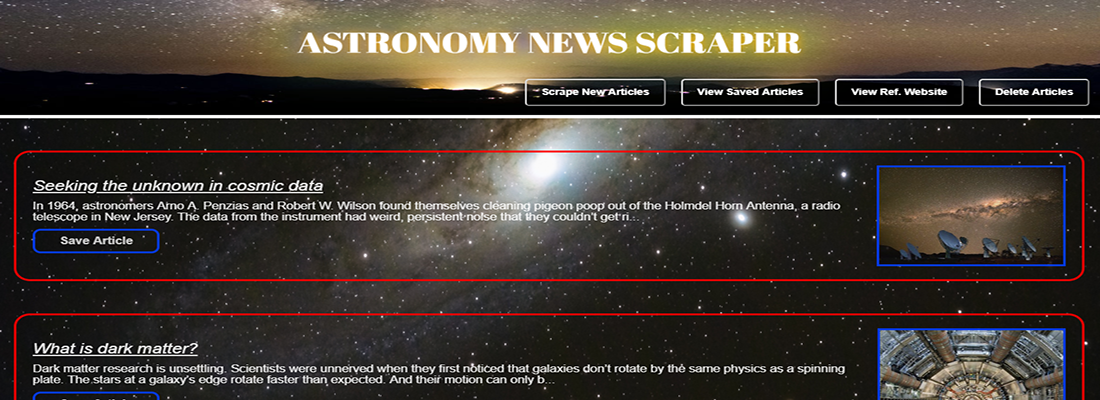 ASTRONOMY NEWS SCRAPER
Scrape New Articles
View Saved Articles
View Ref. Website
Delete Articles
Seeking the unknown in cosmic data
In 1964, astronomers Arno A. Penzias and Robert W. Wilson found themselves cleaning pigeon poop out of the Holmdel Horn Antenna, a radio
telescope in New Jersey. The data from the instrument had weird, persistent noise that they couldn't get ri...
Save Article
What is dark matter?
Dark matter research is unsettling. Scientists were unnerved when they first noticed that galaxies don't rotate by the same physics as a spinning
plate. The stars at a galaxy's edge rotate faster than expected. And their motion can only b...